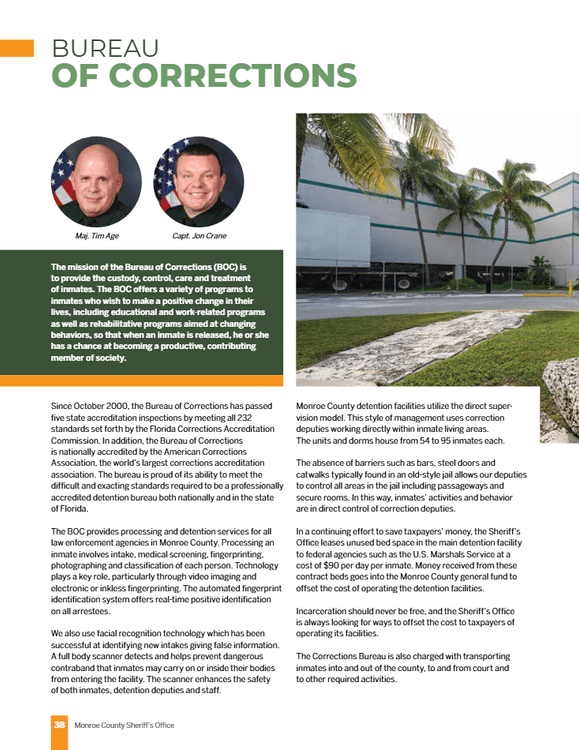 BUREAU
OF CORRECTIONS
Maj. Tim Age
Capt. Jon Crane
The mission of the Bureau of Corrections (BOC) is
to provide the custody, control, care and treatment
of inmates. The BOC offers a variety of programs to
inmates who wish to make a positive change in their
lives, including educational and work-related programs
as well as rehabilitative programs aimed at changing
behaviors, so that when an inmate is released, he or she
has a chance at becoming a productive, contributing
member of society.
Since October 2000, the Bureau of Corrections has passed
five state accreditation inspections by meeting all 232
standards set forth by the Florida Corrections Accreditation
Commission. In addition, the Bureau of Corrections
is nationally accredited by the American Corrections
Association, the world's largest corrections accreditation
association. The bureau is proud of its ability to meet the
difficult and exacting standards required to be a professionally
accredited detention bureau both nationally and in the state
of Florida.
The BOC provides processing and detention services for all
law enforcement agencies in Monroe County. Processing an
inmate involves intake, medical screening, fingerprinting,
photographing and classification of each person. Technology
plays a key role, particularly through video imaging and
electronic or inkless fingerprinting. The automated fingerprint
identification system offers real-time positive identification
on all arrestees.
We also use facial recognition technology which has been
successful at identifying new intakes giving false information.
A full body scanner detects and helps prevent dangerous
contraband that inmates may carry on or inside their bodies
from entering the facility. The scanner enhances the safety
of both inmates, detention deputies and staff.
Monroe County detention facilities utilize the direct super-
vision model. This style of management uses correction
deputies working directly within inmate living areas.
The units and dorms house from 54 to 95 inmates each.
The absence of barriers such as bars, steel doors and
catwalks typically found in an old-style jail allows our deputies
to control all areas in the jail including passageways and
secure rooms. In this way, inmates' activities and behavior
are in direct control of correction deputies.
In a continuing effort to save taxpayers' money, the Sheriff's
Office leases unused bed space in the main detention facility
to federal agencies such as the U.S. Marshals Service at a
cost of $90 per day per inmate. Money received from these
contract beds goes into the Monroe County general fund to
offset the cost of operating the detention facilities.
Incarceration should never be free, and the Sheriff's Office
is always looking for ways to offset the cost to taxpayers of
operating its facilities.
The Corrections Bureau is also charged with transporting
inmates into and out of the county, to and from court and
to other required activities.
38 Monroe County Sheriff's Office